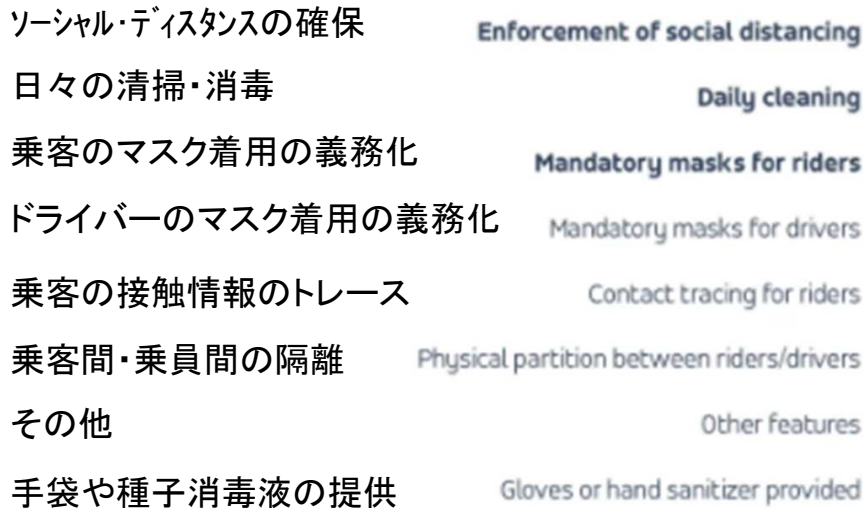 ソーシャル・ディスタンスの確保 Enforcement of social distancing
日々の清掃・消毒 Daily cleaning
乗客のマスク着用の義務化 Mandatory masks for riders
ドライバーのマスク着用の義務化 Mandatory masks for drivers
乗客の接触情報のトレース Contact tracing for riders
乗客間・乗員間の隔離 Physical partition between riders/drivers
その他 Other features
手袋や種子消毒液の提供 Gloves or hand sanitizer provided